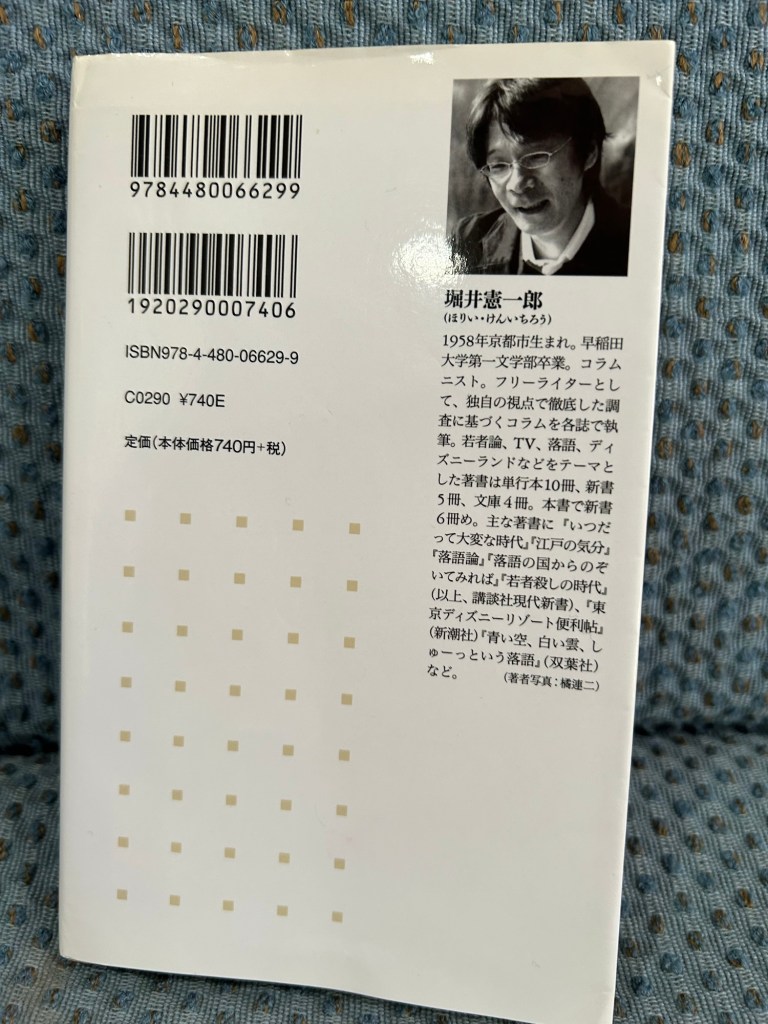 9784480066299
1920290007406
ISBN978-4-480-06629-9
C0290 ¥740E
定価(本体価格740円+税)
堀井憲一郎
(ほりい・けんいちろう)
1958年京都市生まれ。早稲田
大学第一文学部卒業。コラム
ニスト。フリーライターとし
て、独自の視点で徹底した調
査に基づくコラムを各誌で執
筆。若者論、TV、落語、ディ
ズニーランドなどをテーマと
した著書は単行本10冊、新書
5冊、文庫4冊。本書で新書
6冊め。主な著書に『いつだ
って大変な時代』『江戸の気分』
『落語論』『落語の国からのぞ
いてみれば』『若者殺しの時代』
(以上、講談社現代新書)、『東
京ディズニーリゾート便利帖』
(新潮社)『青い空、白い雲、し
ゅーっという落語』(双葉社)
など。 (著者写真:橘蓮二)